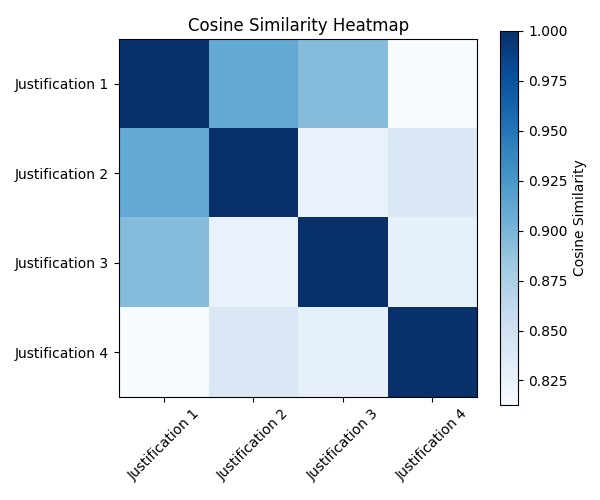 Cosine Similarity Heatmap
Justification 1
Justification 2
Justification 3
Justification 4
Justification 1
Justification 2
Justification 3
Justification 4
1.000
0.975
0.950
0.925
0.900
0.875
0.850
0.825
Cosine Similarity